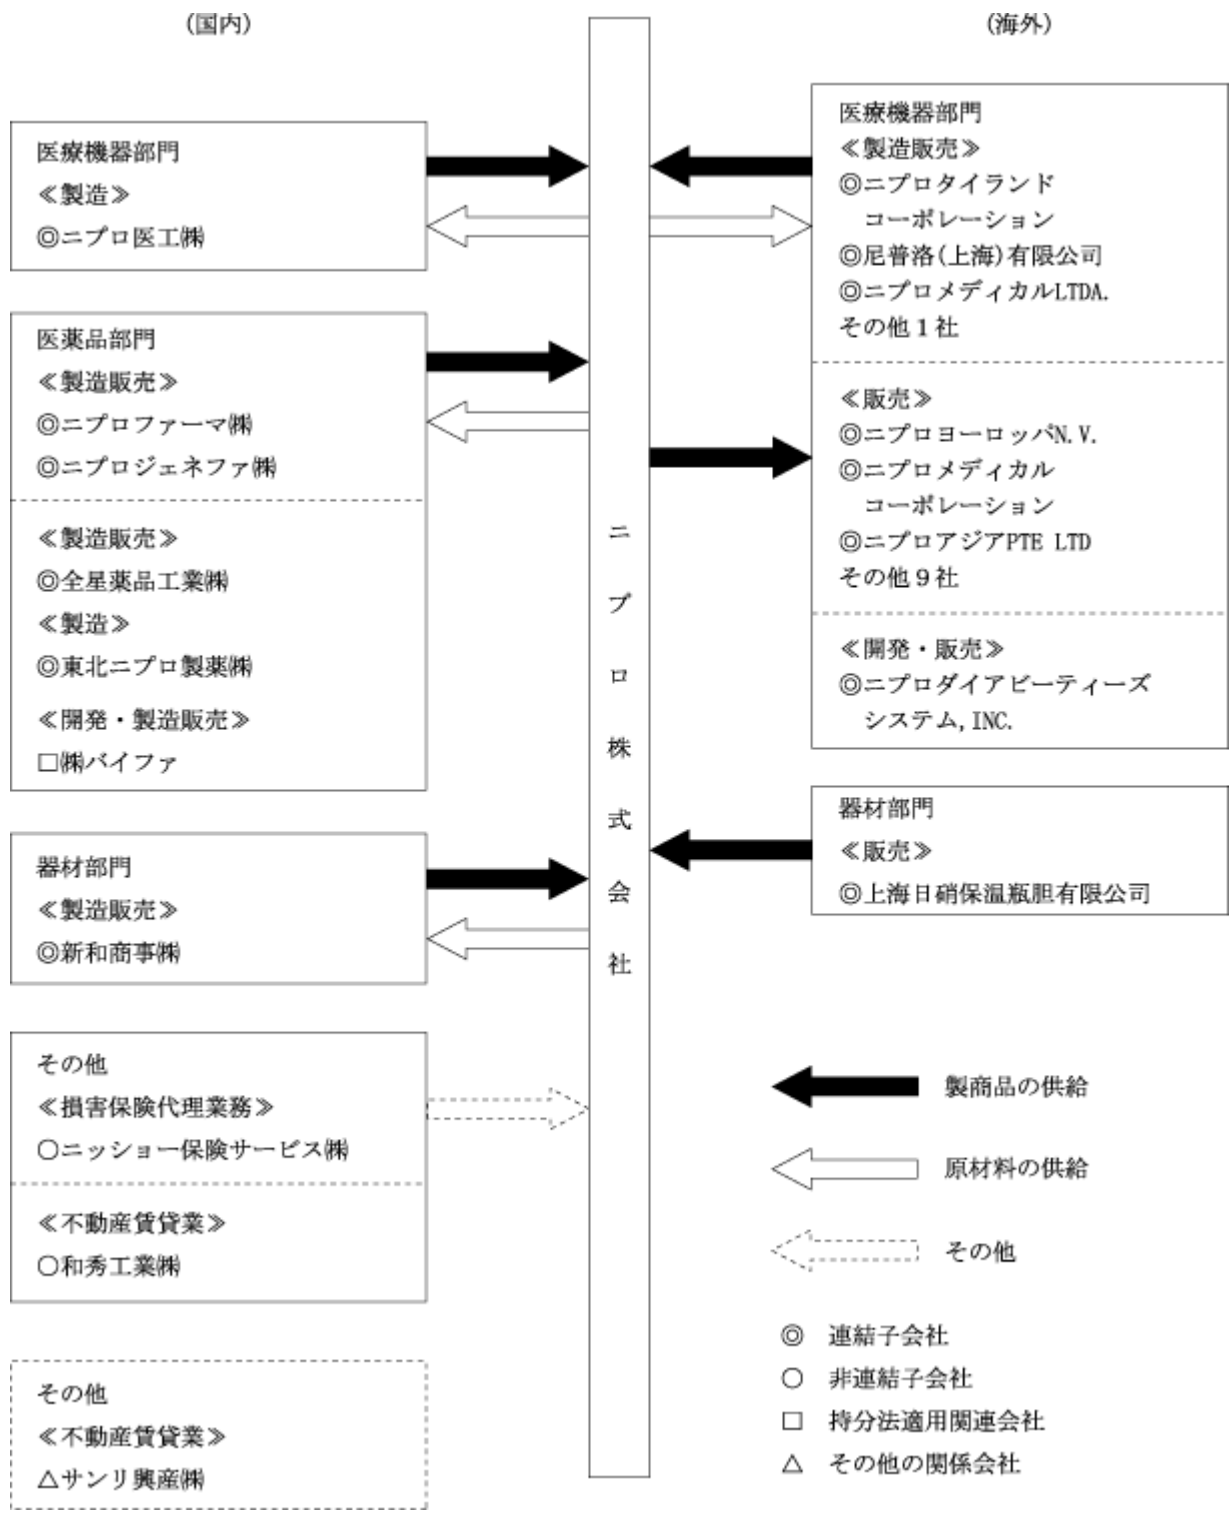 (国内)
医療機器部門
≪製造≫
◎ニプロ医工㈱
医薬品部門
≪製造販売≫
◎ニプロファーマ㈱
◎ニプロジェネファ㈱
≪製造販売≫
◎全星薬品工業㈱
≪製造≫
◎東北ニプロ製薬㈱
≪開発・製造販売≫
□㈱バイファ
器材部門
≪製造販売≫
◎新和商事㈱
その他
≪損害保険代理業務≫
○ニッショー保険サービス㈱
≪不動産賃貸業≫
○和秀工業㈱
その他
≪不動産賃貸業≫
△サンリ興産㈱
ニプロ株式会社
(海外)
医療機器部門
≪製造販売≫
◎ニプロタイランド
コーポレーション
◎尼普洛(上海)有限公司
◎ニプロメディカルLTDA.
その他1社
≪販売≫
◎ニプロヨーロッパN.V.
◎ニプロメディカル
コーポレーション
◎ニプロアジアPTE LTD
その他9社
≪開発・販売≫
◎ニプロダイアビーティーズ
システム,INC.
器材部門
≪販売≫
◎上海日硝保温瓶胆有限公司
製商品の供給
原材料の供給
その他
◎ 連結子会社
○ 非連結子会社
□ 持分法適用関連会社
△ その他の関係会社